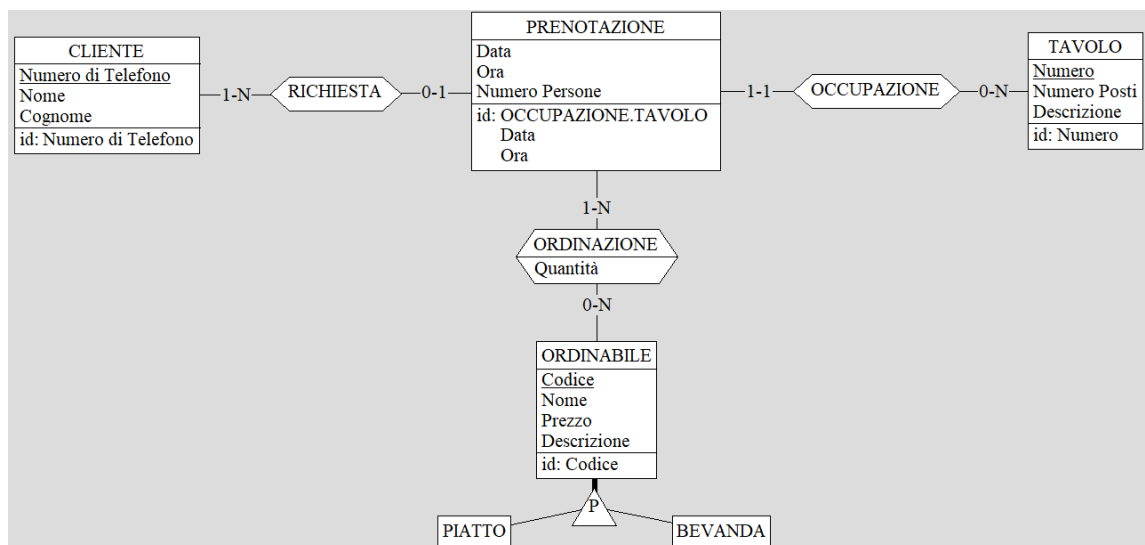 CLIENTE
Numero di Telefono
Nome
Cognome
id: Numero di Telefono
1-N
RICHIESTA
0-1
PRENOTAZIONE
Data
Ora
Numero Persone
id: OCCUPAZIONE.TAVOLO
Data
Ora
1-1
OCCUPAZIONE
0-N
TAVOLO
Numero
Numero Posti
Descrizione
id: Numero
1-N
ORDINAZIONE
Quantità
0-N
ORDINABILE
Codice
Nome
Prezzo
Descrizione
id: Codice
P
PIATTO
BEVANDA